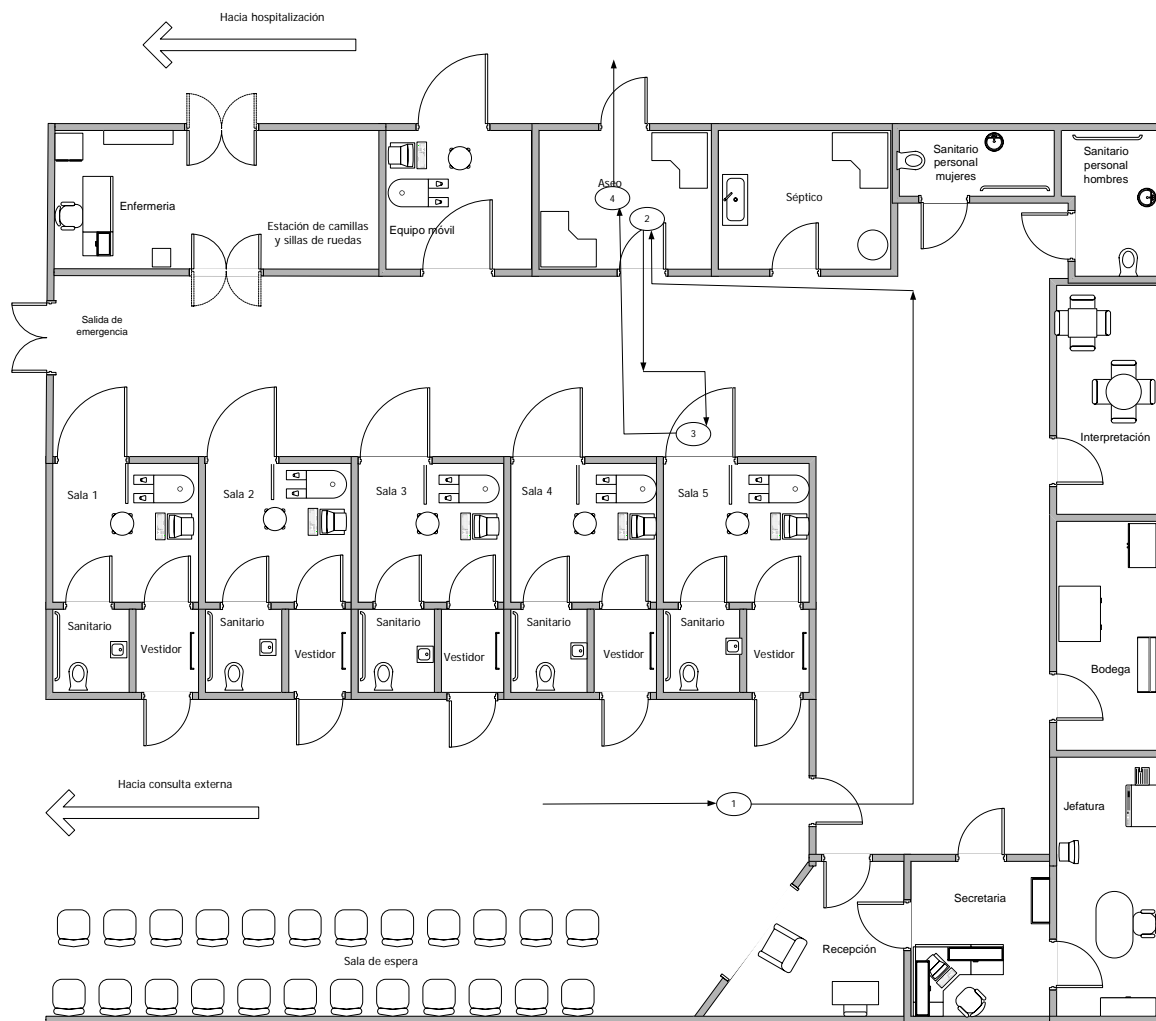 Hacia hospitalización
Sanitario
personal
mujeres
Sanitario
personal
hombres
Aseo
4
2
Séptico
Enfermeria
Estación de camillas
y sillas de ruedas
Equipo móvil
Salida de
emergencia
3
Interpretación
Sala 1
Sala 2
Sala 3
Sala 4
Sala 5
Sanitario
Vestidor
Sanitario
Vestidor
Sanitario
Vestidor
Sanitario
Vestidor
Sanitario
Vestidor
Bodega
Hacia consulta externa
1
Jefatura
Secretaria
Recepción
Sala de espera